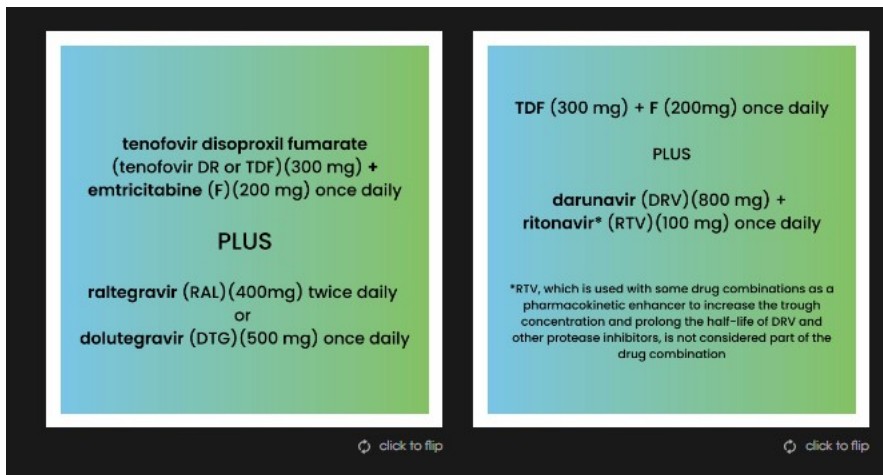 tenofovir disoproxil fumarate
(tenofovir DR or TDF)(300 mg) +
emtricitabine (F)(200 mg) once daily
PLUS
raltegravir (RAL)(400mg) twice daily
or
dolutegravir (DTG)(500 mg) once daily
click to flip
TDF (300 mg) + F (200mg) once daily
PLUS
darunavir (DRV)(800 mg) +
ritonavir* (RTV)(100 mg) once daily
*RTV, which is used with some drug combinations as a
pharmacokinetic enhancer to increase the trough
concentration and prolong the half-life of DRV and
other protease inhibitors, is not considered part of the
drug combination
click to flip